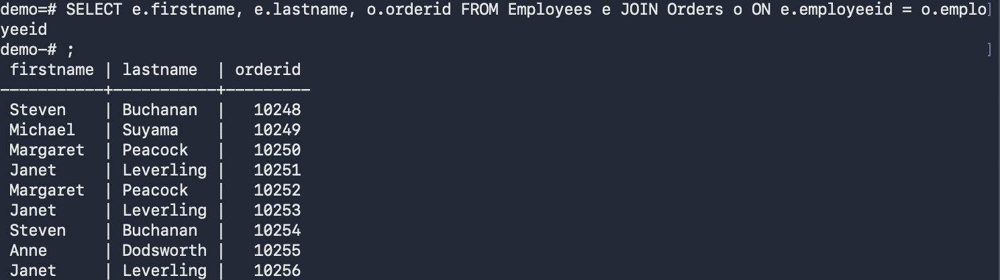 demo=# SELECT e.firstname, e.lastname, o.orderid FROM Employees e JOIN Orders o ON e.employeeid = o.emplo]
yeeid
demo-# ;                                                                                                 ]
 firstname | lastname  | orderid
-----------+-----------+---------
 Steven    | Buchanan  |   10248
 Michael   | Suyama    |   10249
 Margaret  | Peacock   |   10250
 Janet     | Leverling |   10251
 Margaret  | Peacock   |   10252
 Janet     | Leverling |   10253
 Steven    | Buchanan  |   10254
 Anne      | Dodsworth |   10255
 Janet     | Leverling |   10256